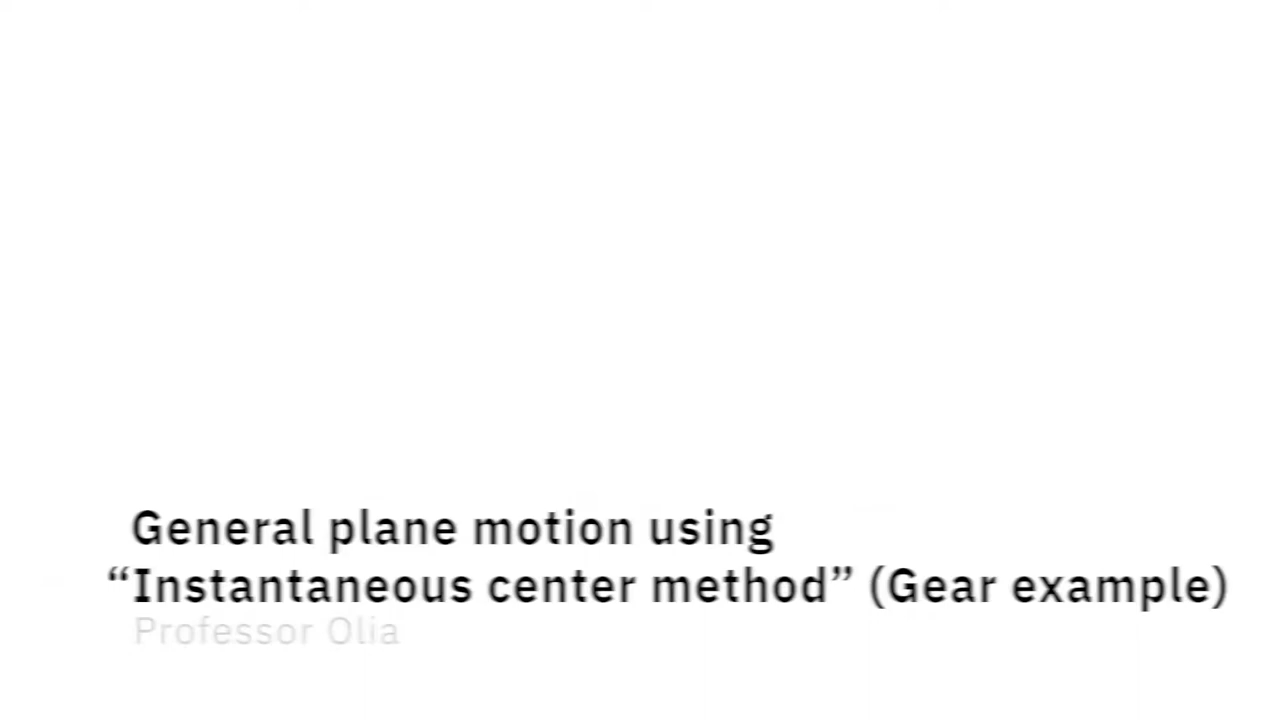 General plane motion using
“Instantaneous center method” (Gear example)
Professor Olia